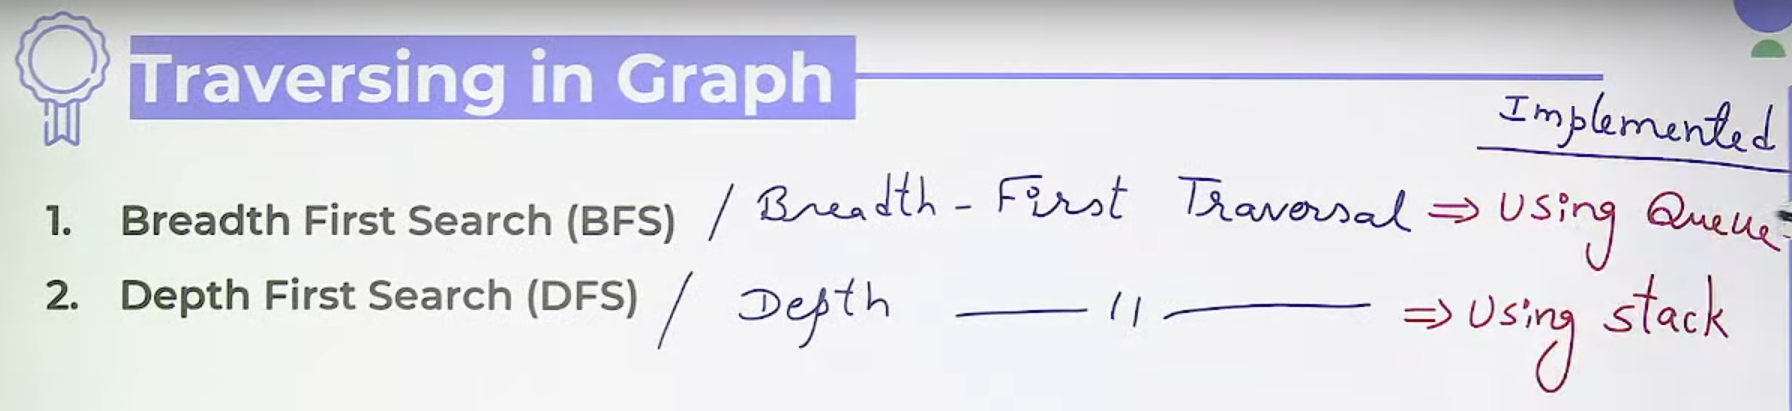 Traversing in Graph
Implemented
1. Breadth First Search (BFS) / Breadth - First Traversal ⇒ Using Queue
2. Depth First Search (DFS) / Depth —— 11 —— ⇒ Using stack